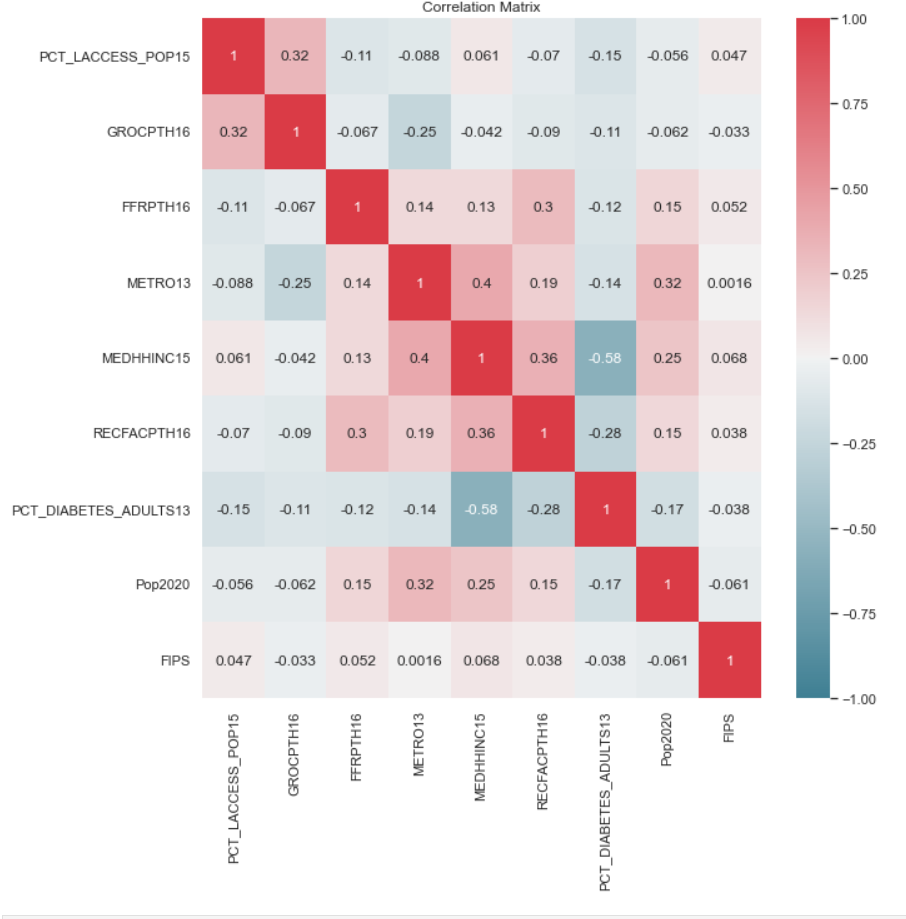 Correlation Matrix
PCT_LACCESS_POP15 1 0.32 -0.11 -0.088 0.061 -0.07 -0.15 -0.056 0.047
GROCPTH16 0.32 1 -0.067 -0.25 -0.042 -0.09 -0.11 -0.062 -0.033
FFRPTH16 -0.11 -0.067 1 0.14 0.13 0.3 -0.12 0.15 0.052
METRO13 -0.088 -0.25 0.14 1 0.4 0.19 -0.14 0.32 0.0016
MEDHHINC15 0.061 -0.042 0.13 0.4 1 0.36 -0.58 0.25 0.068
RECFACPTH16 -0.07 -0.09 0.3 0.19 0.36 1 -0.28 0.15 0.038
PCT_DIABETES_ADULTS13 -0.15 -0.11 -0.12 -0.14 -0.58 -0.28 1 -0.17 -0.038
Pop2020 -0.056 -0.062 0.15 0.32 0.25 0.15 -0.17 1 -0.061
FIPS 0.047 -0.033 0.052 0.0016 0.068 0.038 -0.038 -0.061 1
PCT_LACCESS_POP15
GROCPTH16
FFRPTH16
METRO13
MEDHHINC15
RECFACPTH16
PCT_DIABETES_ADULTS13
Pop2020
FIPS
1.00
0.75
0.50
0.25
0.00
−0.25
−0.50
−0.75
−1.00